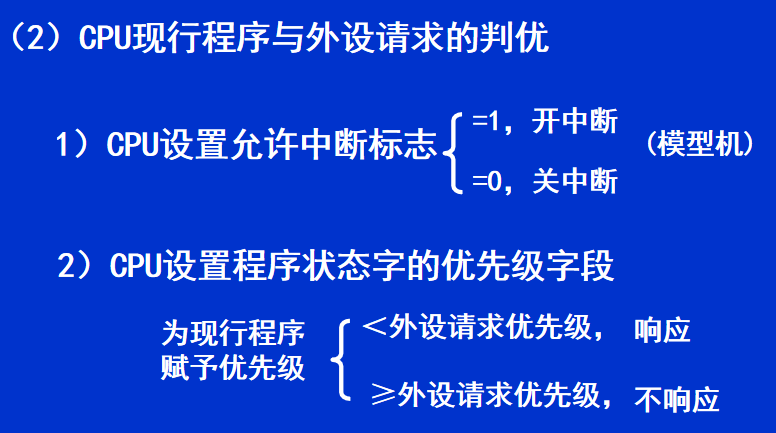 （2）CPU现行程序与外设请求的判优
1）CPU设置允许中断标志
=1，开中断
（模型机）
=0，关中断
2）CPU设置程序状态字的优先级字段
为现行程序
赋予优先级
＜外设请求优先级， 响应
≥外设请求优先级， 不响应